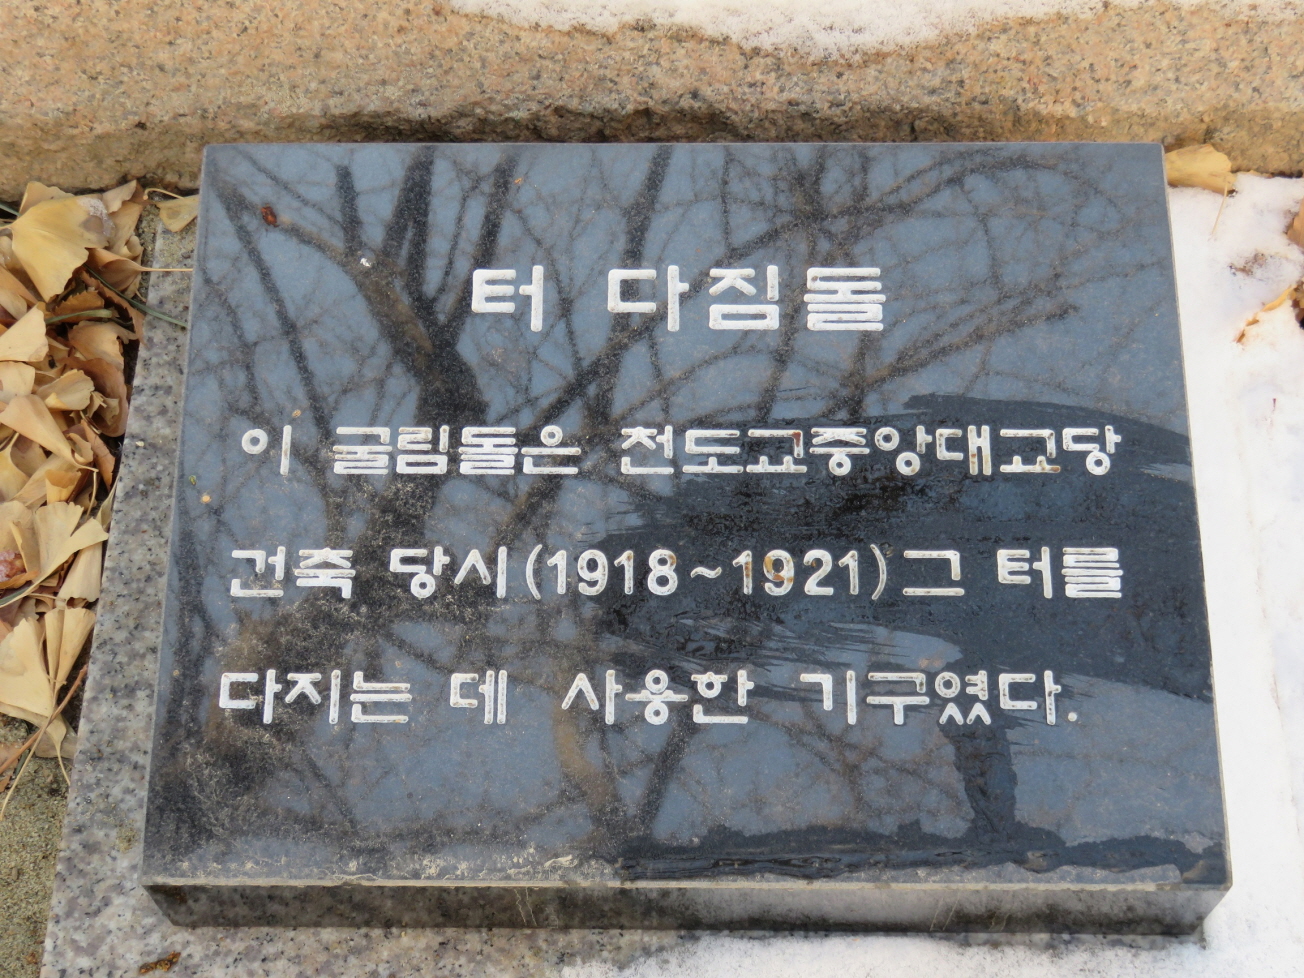 터 다짐돌
이 굴림돌은 천도교중앙대교당
건축 당시(1918~1921)그 터를
다지는 데 사용한 기구였다.